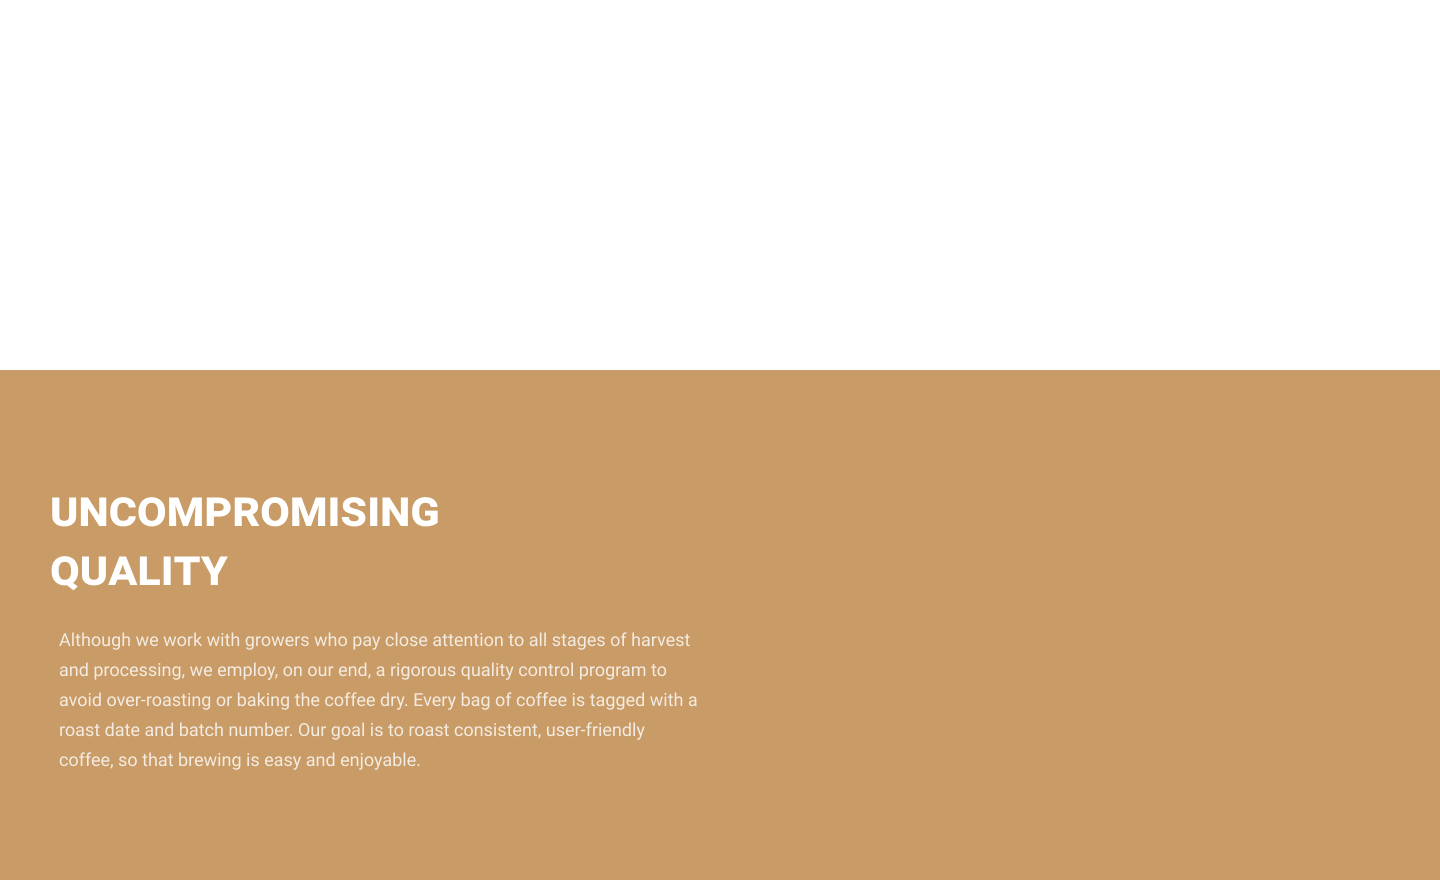 UNCOMPROMISING
QUALITY
Although we work with growers who pay close attention to all stages of harvest
and processing, we employ, on our end, a rigorous quality control program to
avoid over-roasting or baking the coffee dry. Every bag of coffee is tagged with a
roast date and batch number. Our goal is to roast consistent, user-friendly
coffee, so that brewing is easy and enjoyable.